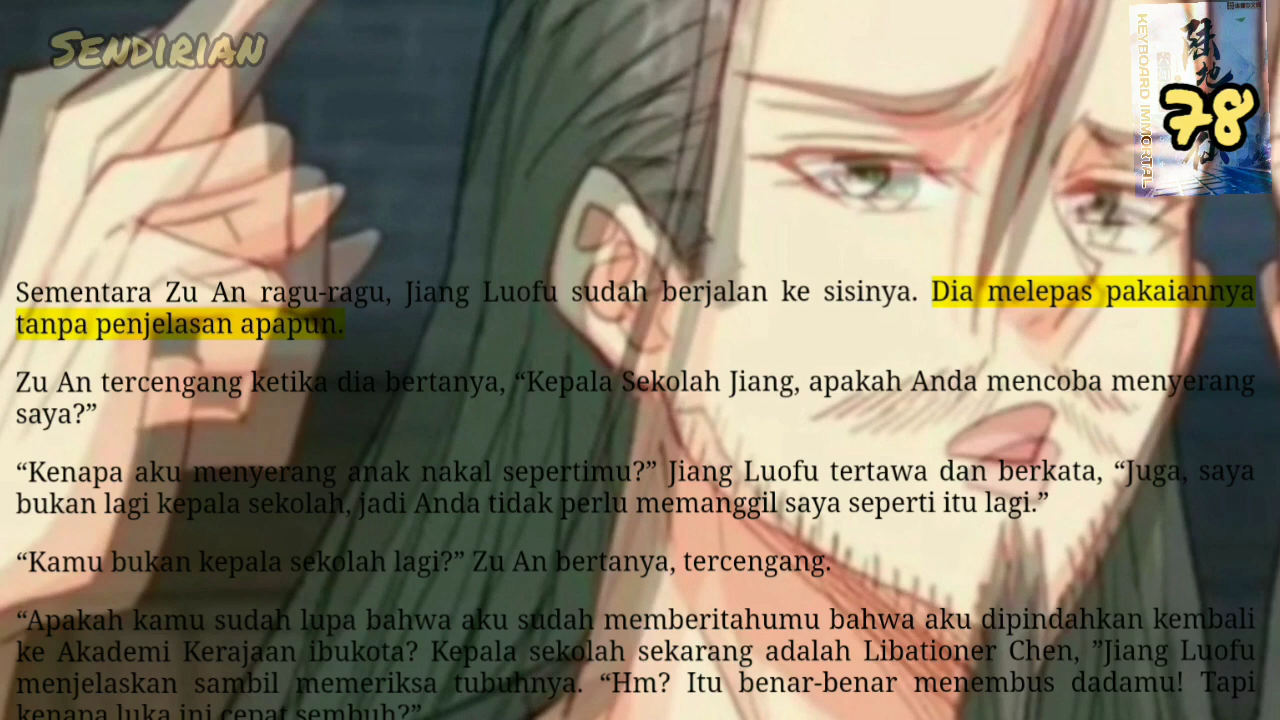 SENDIRIAN
KEYBOARD IMMORTAL
78
Sementara Zu An ragu-ragu, Jiang Luofu sudah berjalan ke sisinya. Dia melepas pakaiannya
tanpa penjelasan apapun.
Zu An tercengang ketika dia bertanya, “Kepala Sekolah Jiang, apakah Anda mencoba menyerang
saya?”
“Kenapa aku menyerang anak nakal sepertimu?” Jiang Luofu tertawa dan berkata, “Juga, saya
bukan lagi kepala sekolah, jadi Anda tidak perlu memanggil saya seperti itu lagi.”
“Kamu bukan kepala sekolah lagi?” Zu An bertanya, tercengang.
“Apakah kamu sudah lupa bahwa aku sudah memberitahumu bahwa aku dipindahkan kembali
ke Akademi Kerajaan ibukota? Kepala sekolah sekarang adalah Libationer Chen, ”Jiang Luofu
menjelaskan sambil memeriksa tubuhnya. “Hm? Itu benar-benar menembus dadamu! Tapi
kenapa luka ini cepat sembuh?”